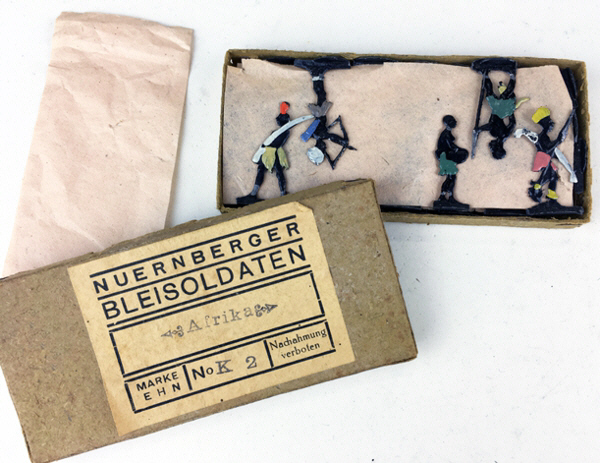 NUERNBERGER
BLEISOLDATEN
Afrika
MARKE
EHN
No K 2
Nachahmung
verboten